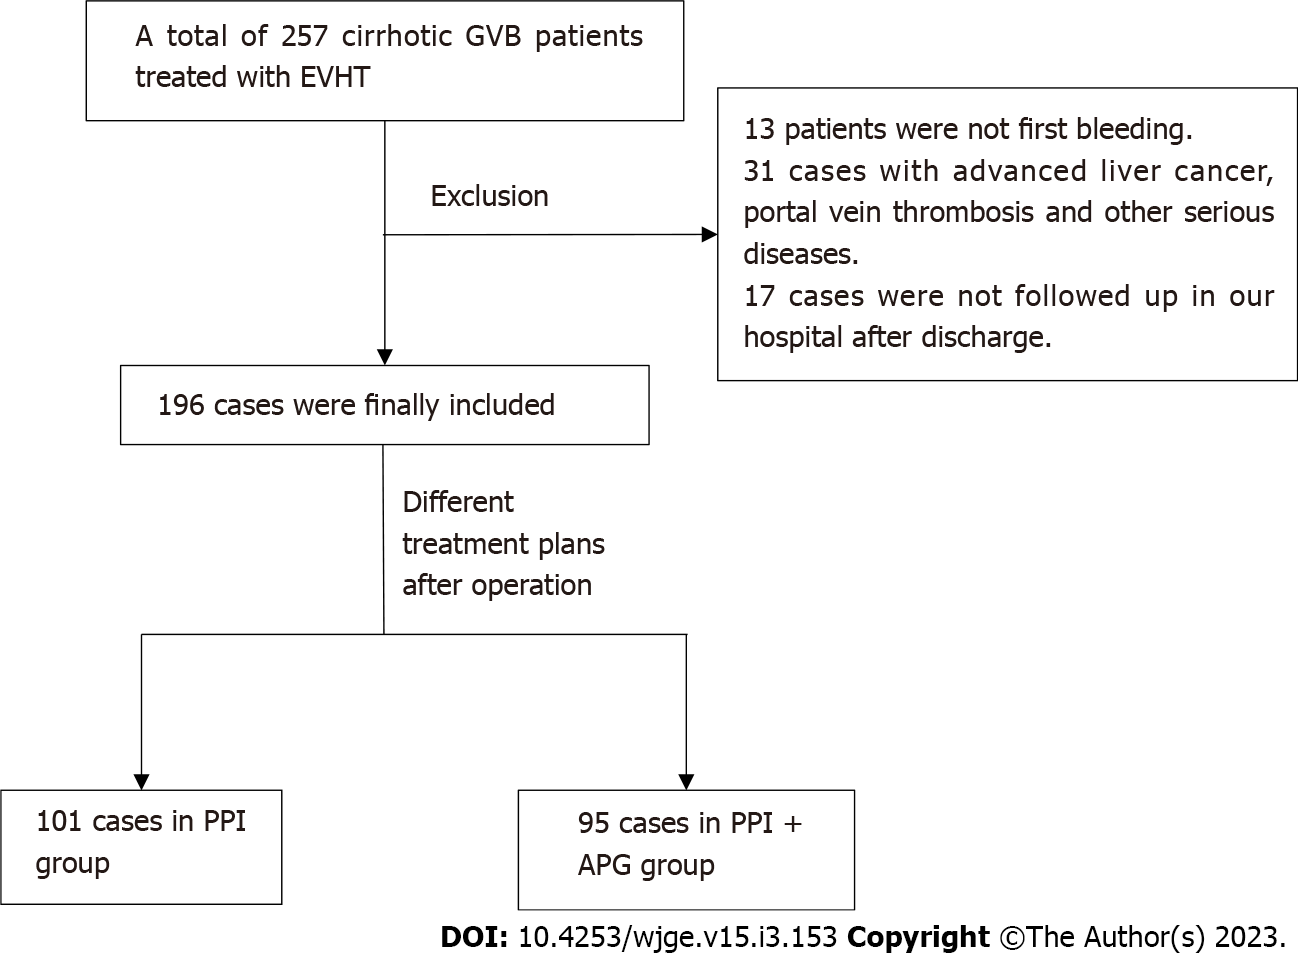 A total of 257 cirrhotic GVB patients
treated with EVHT
Exclusion
13 patients were not first bleeding.
31 cases with advanced liver cancer,
portal vein thrombosis and other serious
diseases.
17 cases were not followed up in our
hospital after discharge.
196 cases were finally included
Different
treatment plans
after operation
101 cases in PPI
group
95 cases in PPI +
APG group
DOI: 10.4253/wjge.v15.i3.153 Copyright ©The Author(s) 2023.